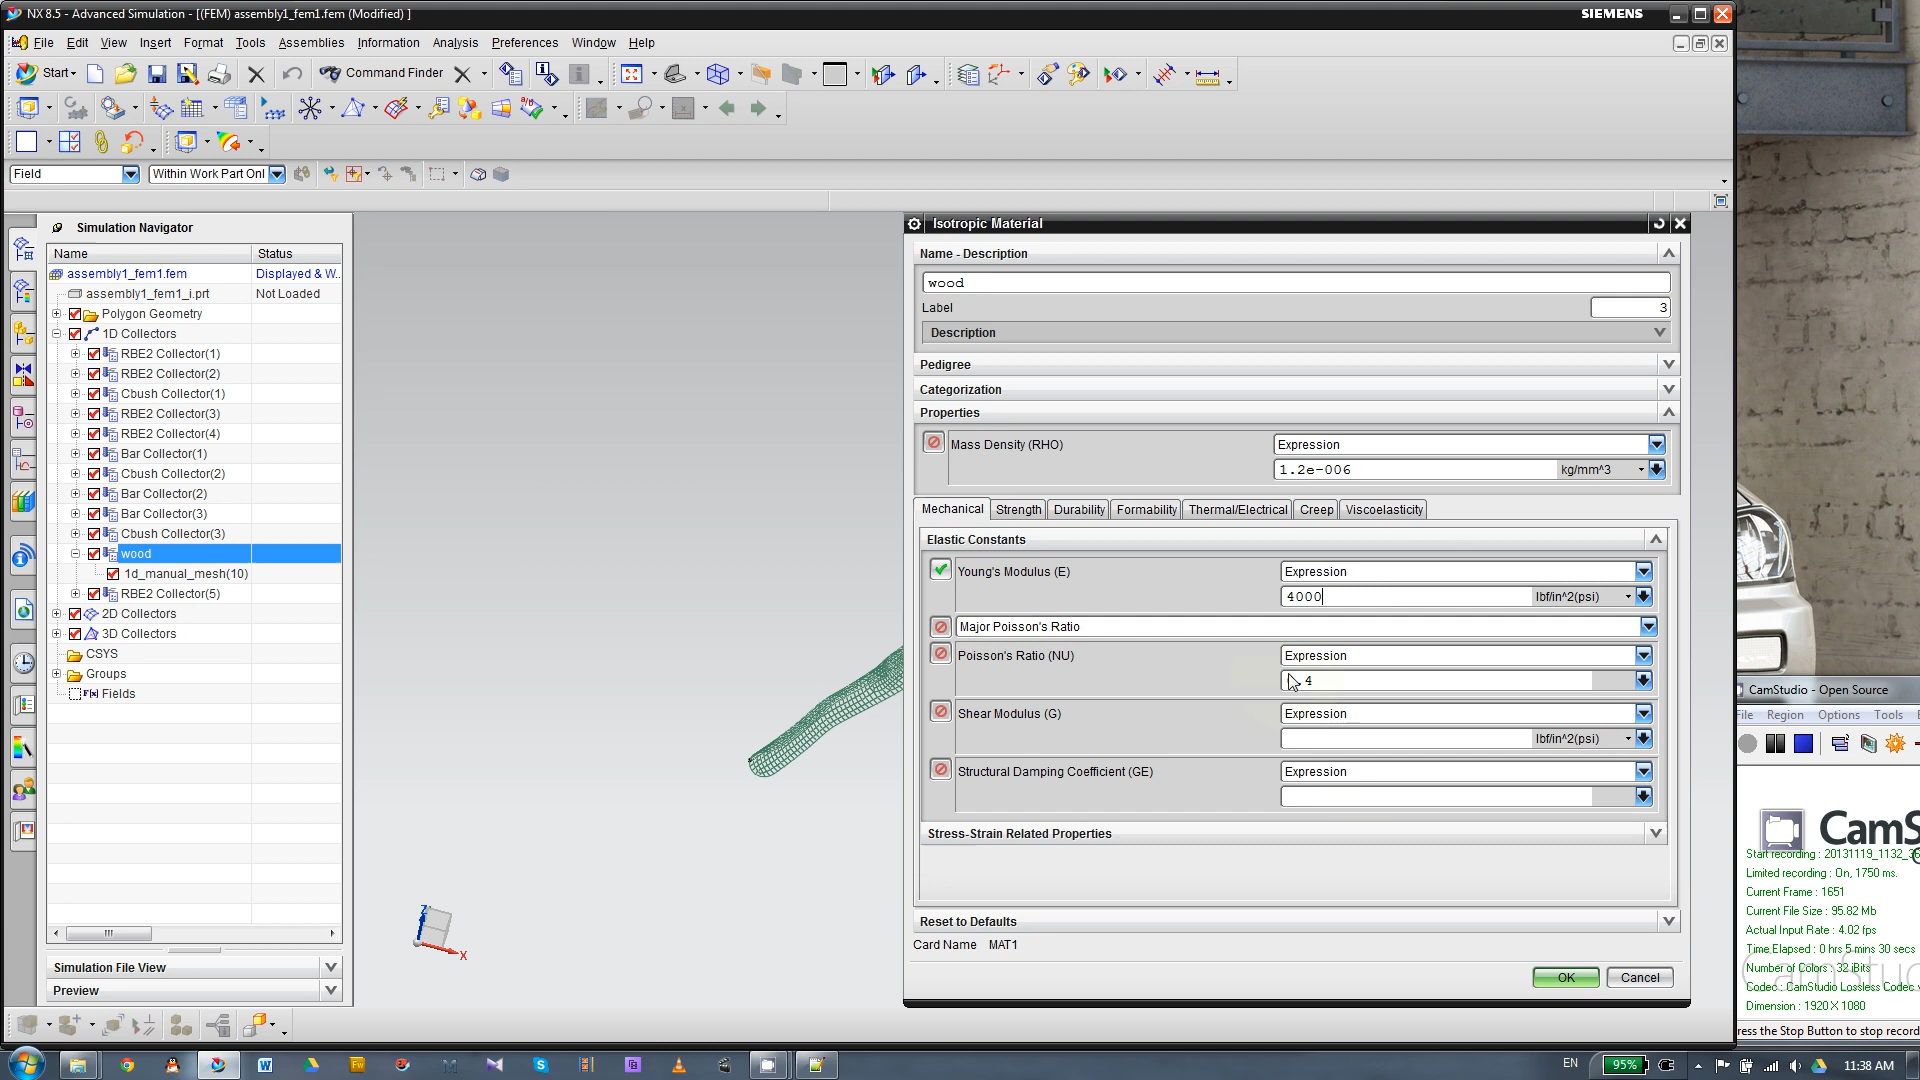 NX 8.5 - Advanced Simulation - [(FEM) assembly1_fem1.fem (Modified) ]
SIEMENS
File Edit View Insert Format Tools Assemblies Information Analysis Preferences Window Help
Start Command Finder
Field
Within Work Part Onl
Simulation Navigator
Name Status
assembly1_fem1.fem Displayed & W..
assembly1_fem1_i.prt Not Loaded
Polygon Geometry
1D Collectors
RBE2 Collector(1)
RBE2 Collector(2)
Cbush Collector(1)
RBE2 Collector(3)
RBE2 Collector(4)
Bar Collector(1)
Cbush Collector(2)
Bar Collector(2)
Bar Collector(3)
Cbush Collector(3)
wood
1d_manual_mesh(10)
RBE2 Collector(5)
2D Collectors
3D Collectors
CSYS
Groups
Fields
Simulation File View
Preview
Z
X
Isotropic Material
Name - Description
wood
Label 3
Description
Pedigree
Categorization
Properties
Mass Density (RHO) Expression
1.2e-006 kg/mm^3
Mechanical Strength Durability Formability Thermal/Electrical Creep Viscoelasticity
Elastic Constants
Young's Modulus (E) Expression
4000 lbf/in^2(psi)
Major Poisson's Ratio
Poisson's Ratio (NU) Expression
4
Shear Modulus (G) Expression
lbf/in^2(psi)
Structural Damping Coefficient (GE) Expression
Stress-Strain Related Properties
Reset to Defaults
Card Name MAT1
OK Cancel
CamStudio - Open Source
File Region Options Tools
CamS
Start recording : 20131119_1132_36
Limited recording : On, 1750 ms.
Current Frame : 1651
Current File Size : 95.82 Mb
Actual Input Rate : 4.02 fps
Time Elapsed : 0 hrs 5 mins 30 secs
Number of Colors : 32 Bits
Codec : CamStudio Lossless Codec v
Dimension : 1920 X 1080
ress the Stop Button to stop record
EN 95% 11:38 AM